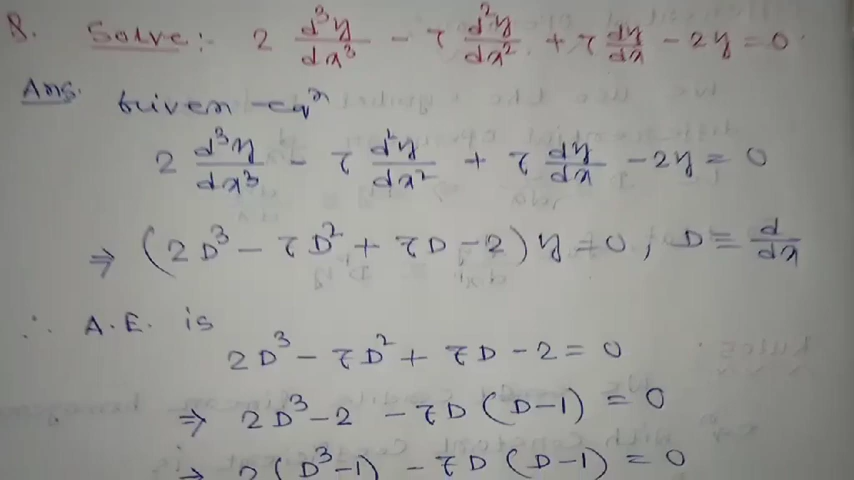 8. Solve:- 2 d³y/dx³ - 7 d²y/dx² + 7 dy/dx - 2y = 0.
Ans. Given eqⁿ
2 d³y/dx³ - 7 d²y/dx² + 7 dy/dx - 2y = 0
⇒ (2D³ - 7D² + 7D - 2) y = 0, D ≡ d/dx
∴ A.E. is
2D³ - 7D² + 7D - 2 = 0
⇒ 2D³ - 2 - 7D (D-1) = 0
⇒ 2(D³-1) - 7D (D-1) = 0